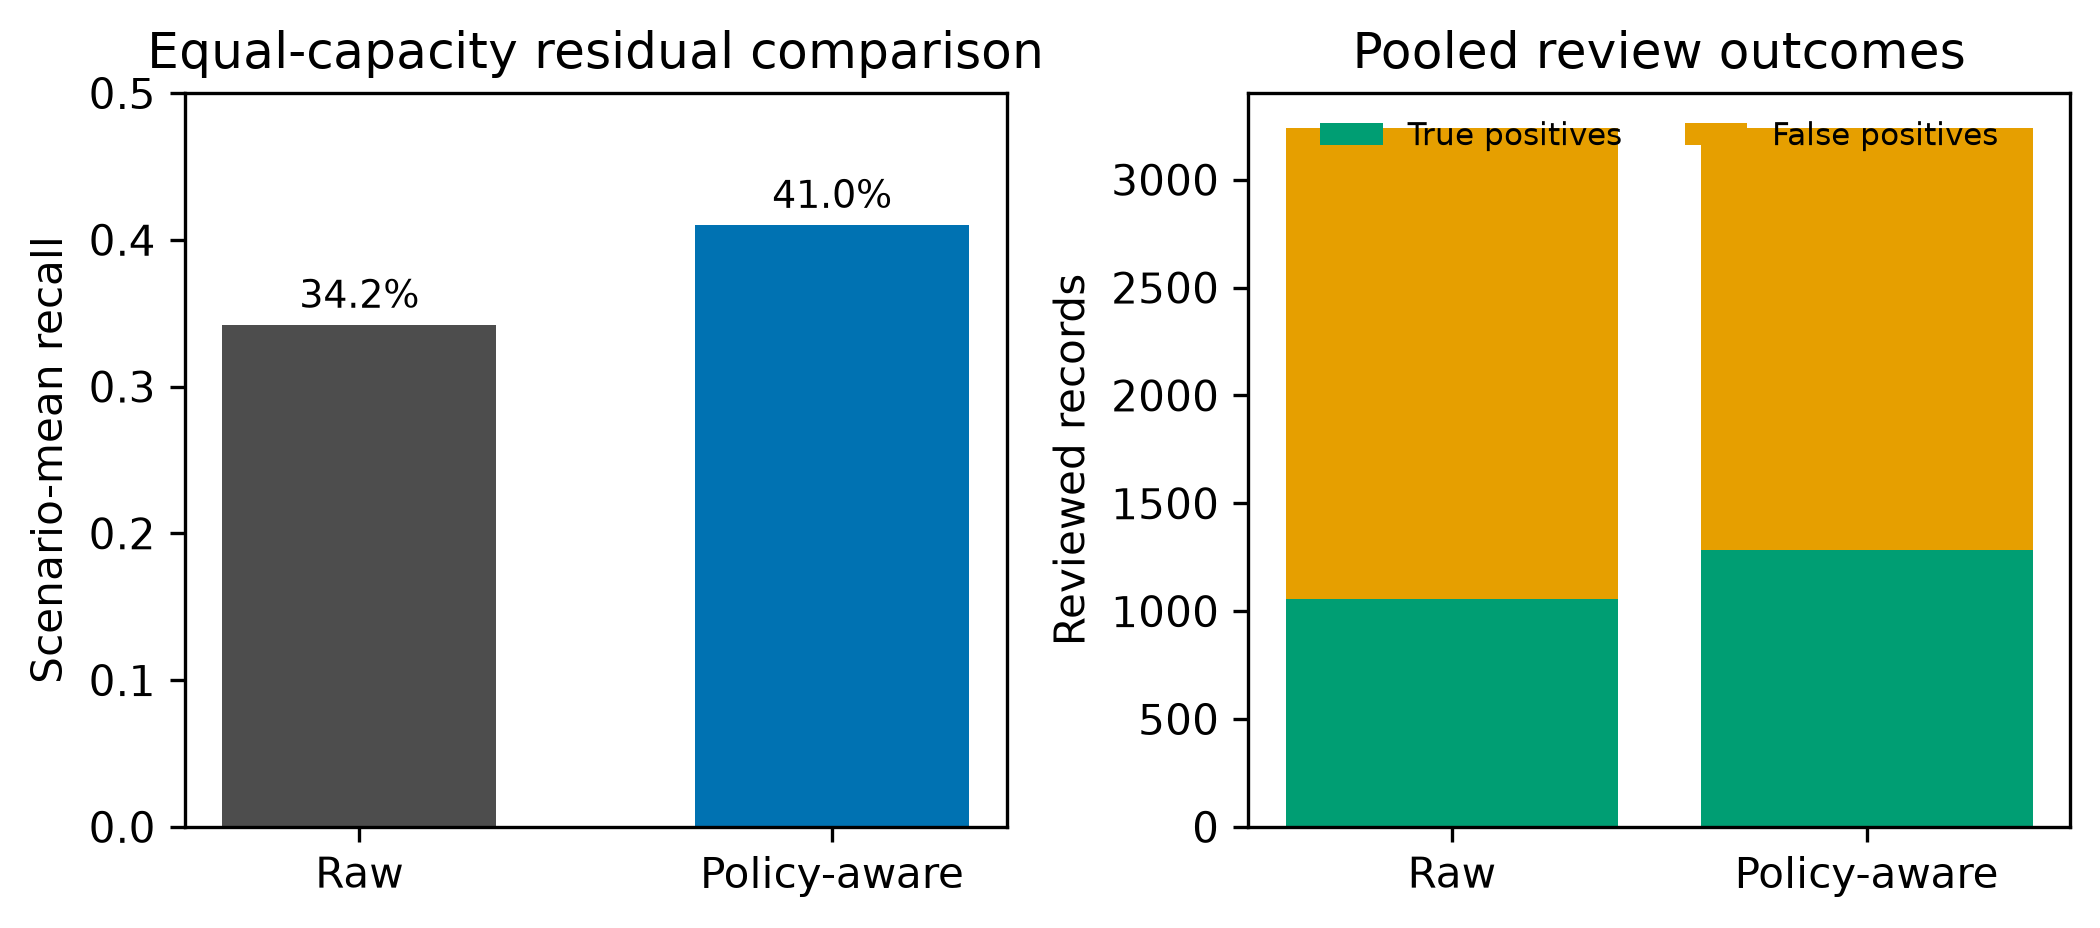 Equal-capacity residual comparison
Scenario-mean recall
0.5
0.4
0.3
0.2
0.1
0.0
34.2%
41.0%
Raw
Policy-aware
Pooled review outcomes
Reviewed records
True positives
False positives
3000
2500
2000
1500
1000
500
0
Raw
Policy-aware